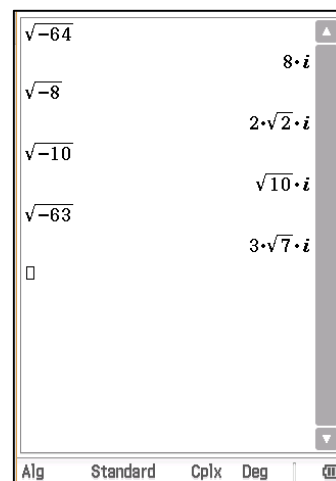 √-64
8·i
√-8
2·√2·i
√-10
√10·i
√-63
3·√7·i
Alg Standard Cplx Deg